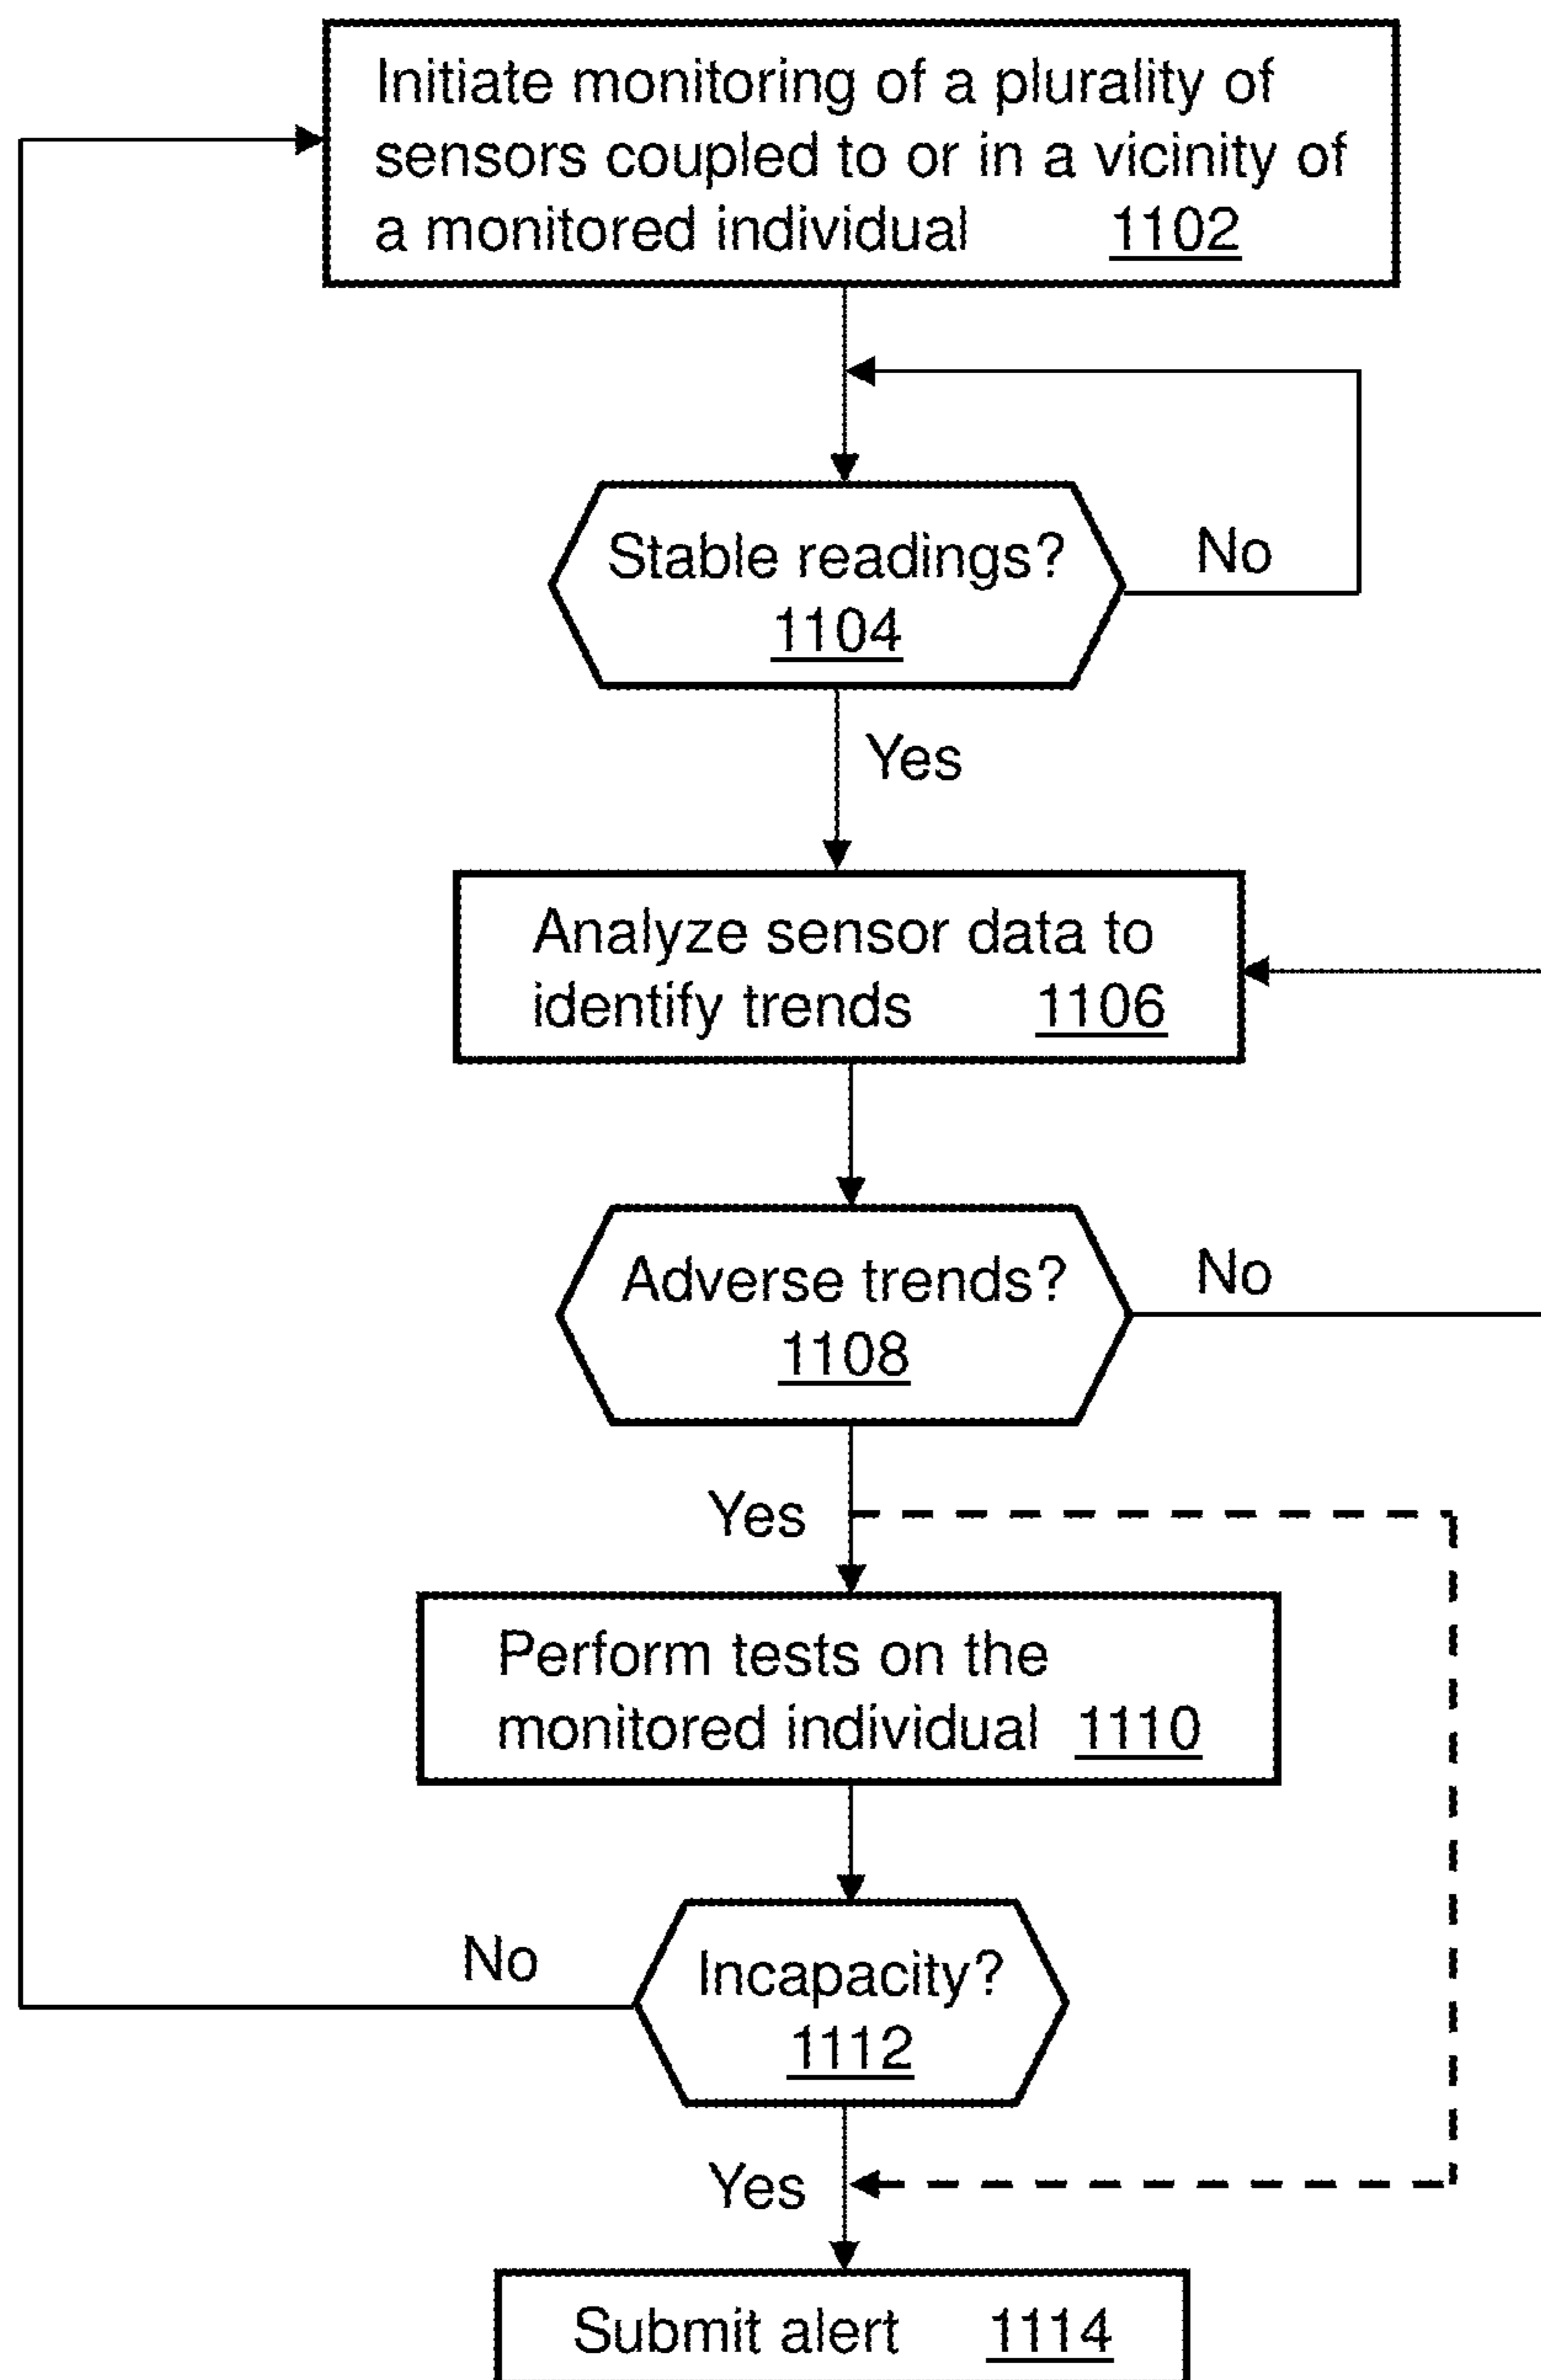 Initiate monitoring of a plurality of
sensors coupled to or in a vicinity of
a monitored individual 1102
Stable readings?
1104
No
Yes
Analyze sensor data to
identify trends 1106
Adverse trends?
1108
No
Yes
Perform tests on the
monitored individual 1110
Incapacity?
1112
No
Yes
Submit alert 1114